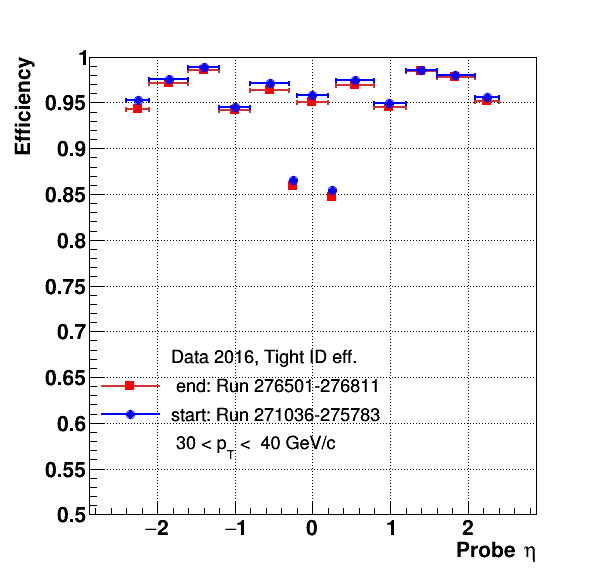 Efficiency
1
0.95
0.9
0.85
0.8
0.75
0.7
0.65
0.6
0.55
0.5
Data 2016, Tight ID eff.
end: Run 276501-276811
start: Run 271036-275783
30 < p_T < 40 GeV/c
−2 −1 0 1 2
Probe η